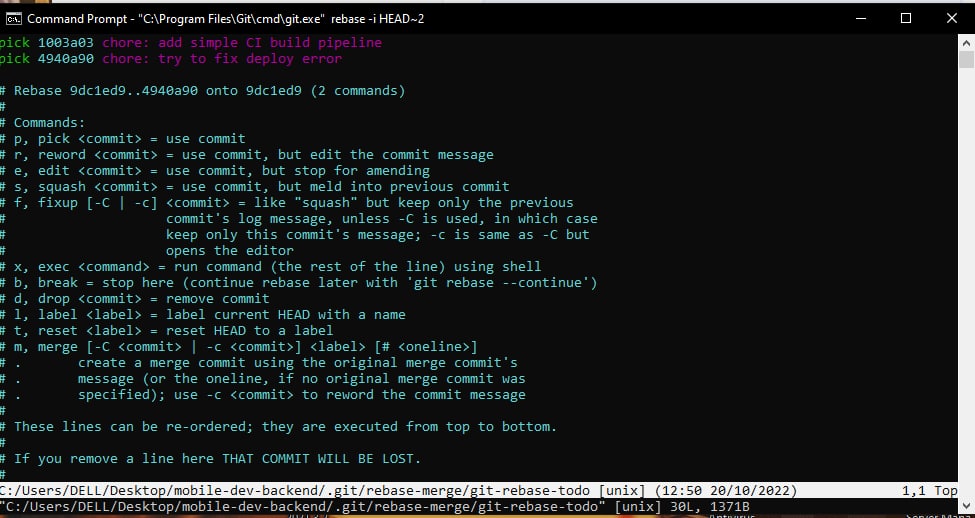 Command Prompt - "C:\Program Files\Git\cmd\git.exe" rebase -i HEAD~2
pick 1003a03 chore: add simple CI build pipeline
pick 4940a90 chore: try to fix deploy error
# Rebase 9dc1ed9..4940a90 onto 9dc1ed9 (2 commands)
#
# Commands:
# p, pick <commit> = use commit
# r, reword <commit> = use commit, but edit the commit message
# e, edit <commit> = use commit, but stop for amending
# s, squash <commit> = use commit, but meld into previous commit
# f, fixup [-C | -c] <commit> = like "squash" but keep only the previous
#                    commit's log message, unless -C is used, in which case
#                    keep only this commit's message; -c is same as -C but
#                    opens the editor
# x, exec <command> = run command (the rest of the line) using shell
# b, break = stop here (continue rebase later with 'git rebase --continue')
# d, drop <commit> = remove commit
# l, label <label> = label current HEAD with a name
# t, reset <label> = reset HEAD to a label
# m, merge [-C <commit> | -c <commit>] <label> [# <oneline>]
# .       create a merge commit using the original merge commit's
# .       message (or the oneline, if no original merge commit was
# .       specified); use -c <commit> to reword the commit message
#
# These lines can be re-ordered; they are executed from top to bottom.
#
# If you remove a line here THAT COMMIT WILL BE LOST.
#
C:/Users/DELL/Desktop/mobile-dev-backend/.git/rebase-merge/git-rebase-todo [unix] (12:50 20/10/2022) 1,1 Top
"C:/Users/DELL/Desktop/mobile-dev-backend/.git/rebase-merge/git-rebase-todo" [unix] 30L, 1371B